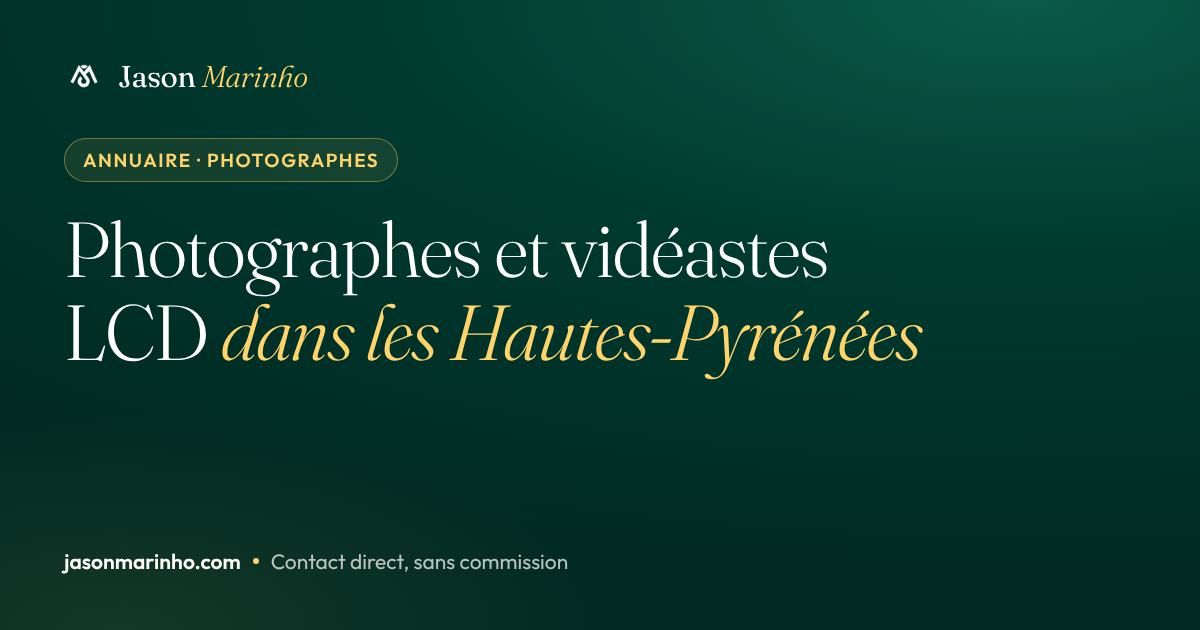 Jason Marinho
ANNUAIRE · PHOTOGRAPHES
Photographes et vidéastes
LCD dans les Hautes-Pyrénées
jasonmarinho.com • Contact direct, sans commission